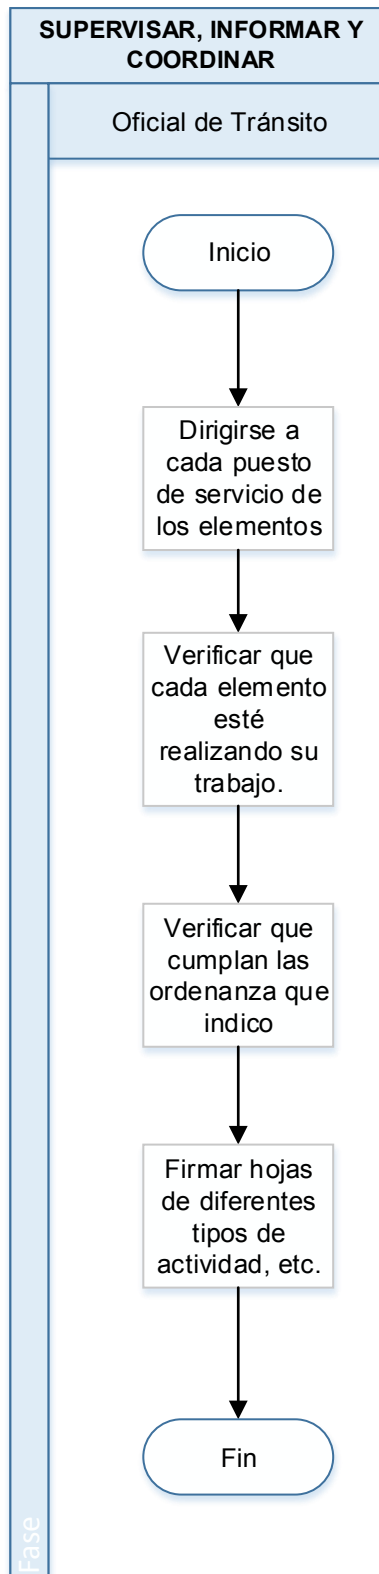 SUPERVISAR, INFORMAR Y
COORDINAR
Oficial de Tránsito
Inicio
Dirigirse a
cada puesto
de servicio de
los elementos
Verificar que
cada elemento
esté
realizando su
trabajo.
Verificar que
cumplan las
ordenanza que
indico
Firmar hojas
de diferentes
tipos de
actividad, etc.
Fin
Fase